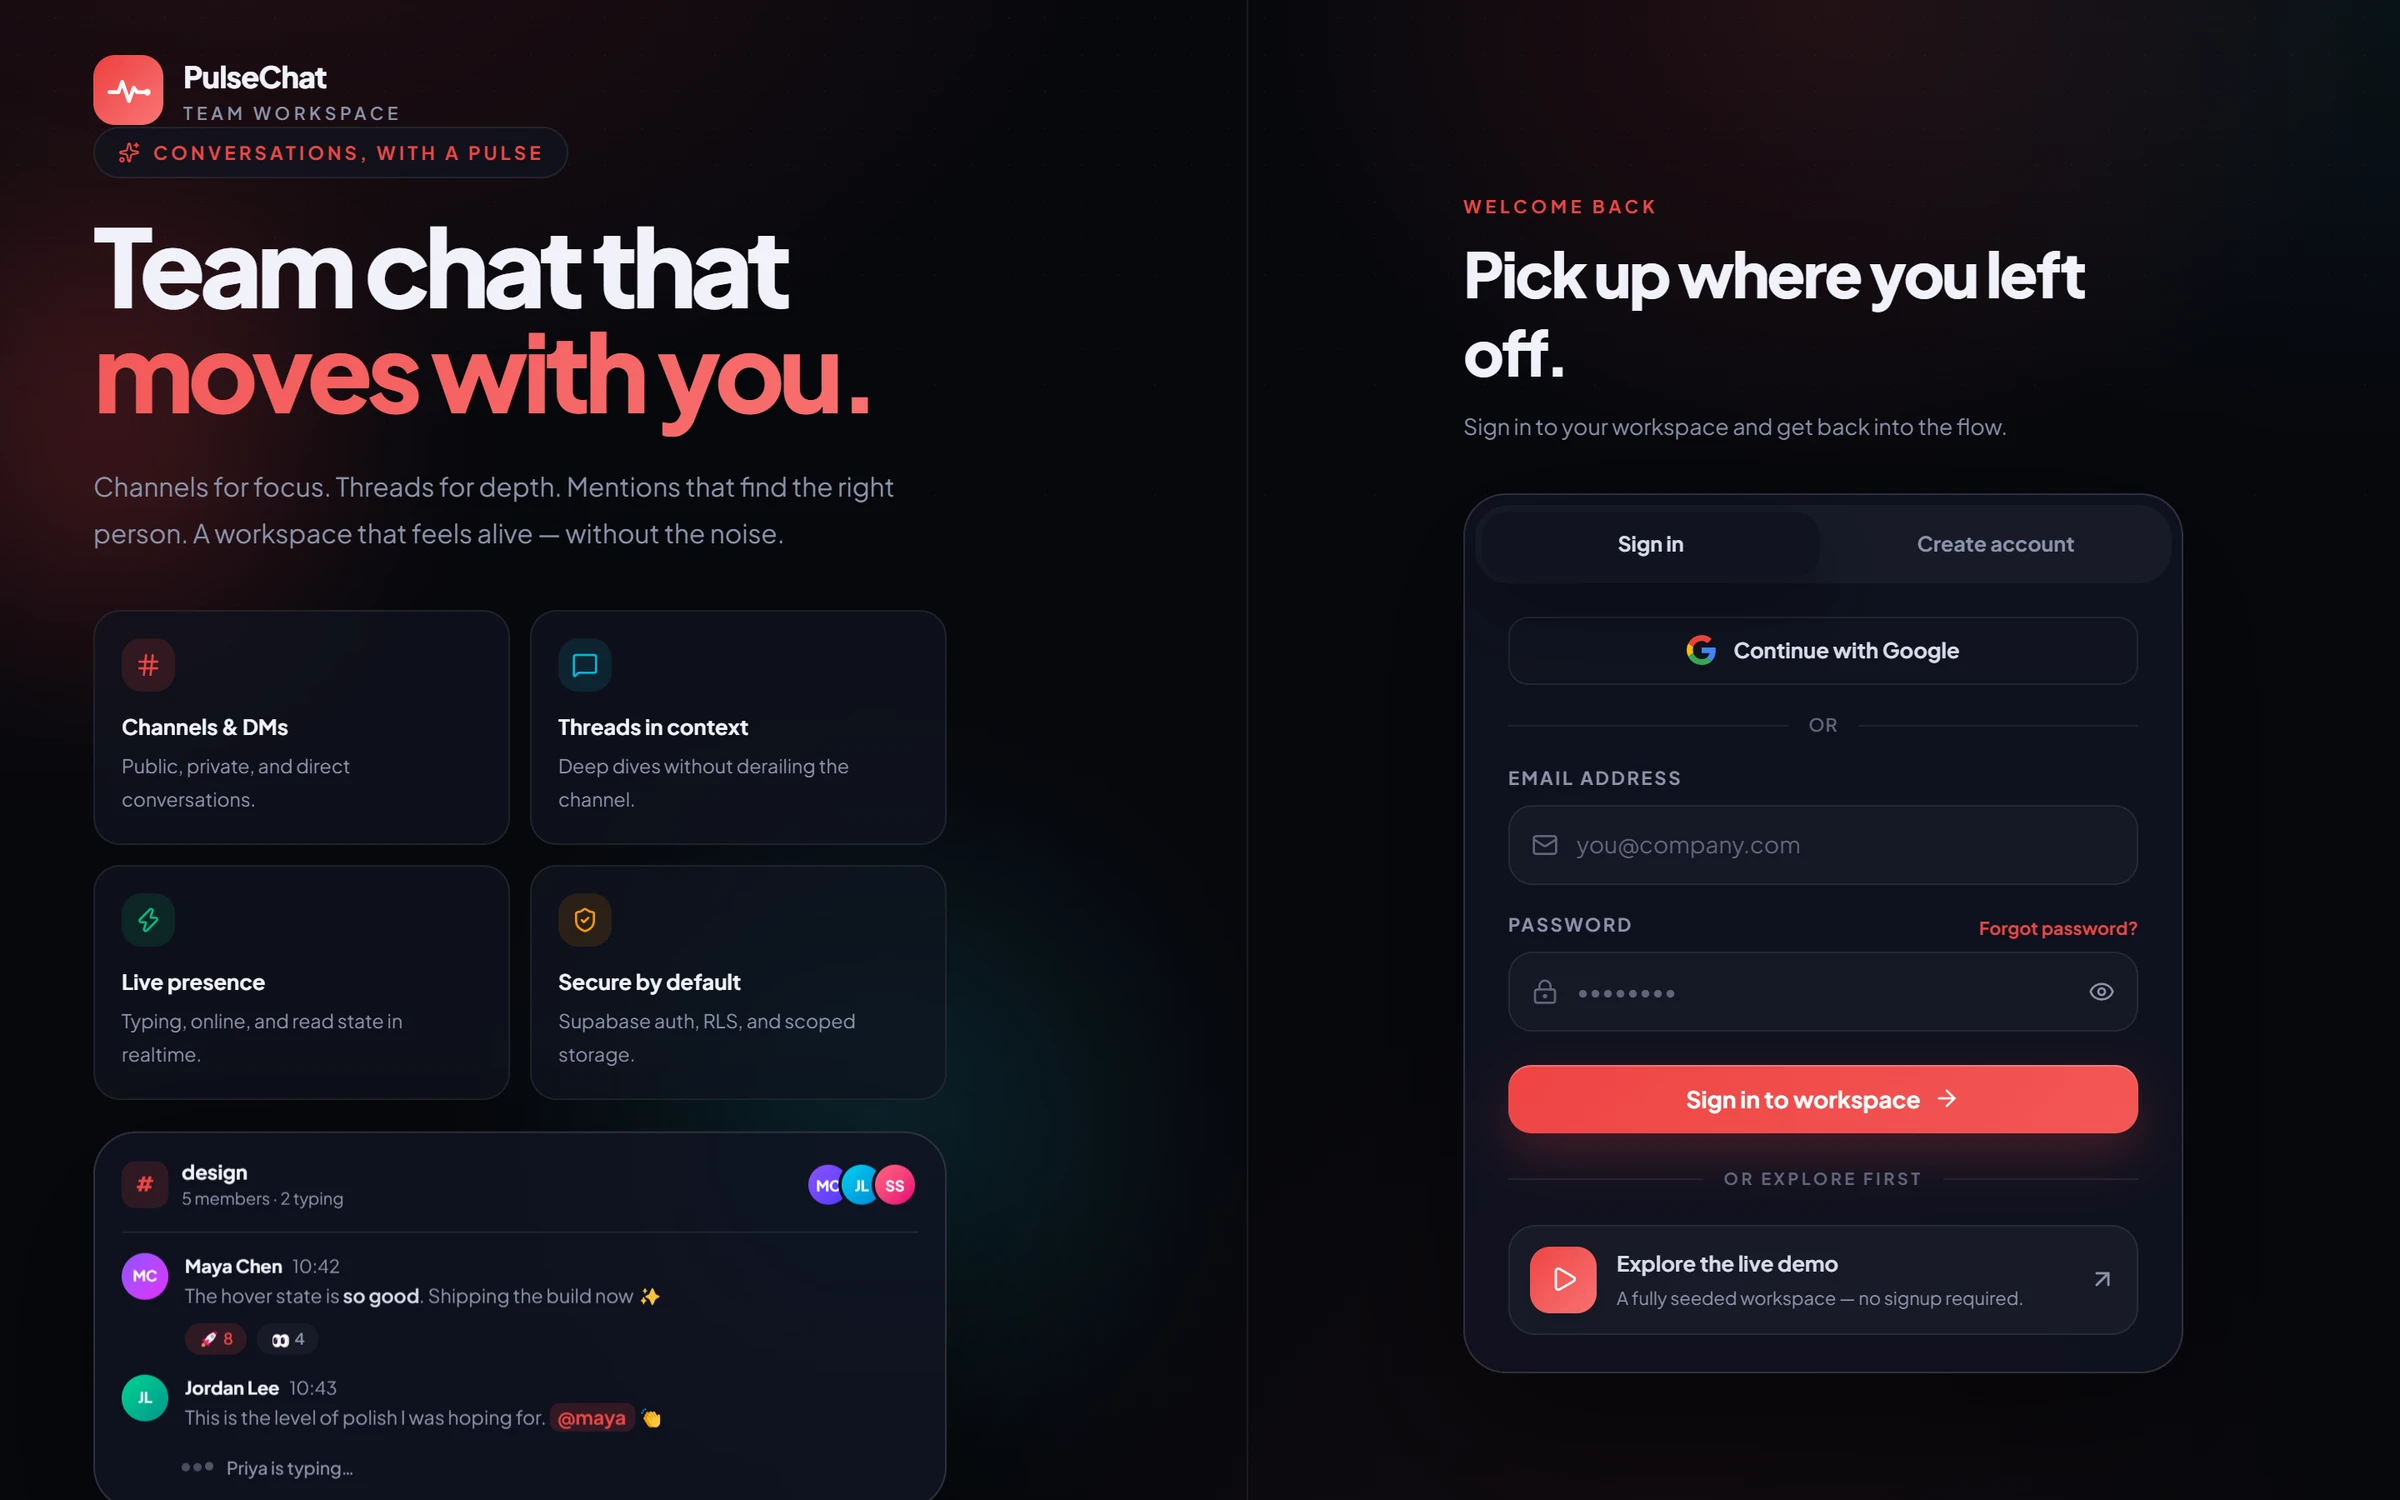 PulseChat
TEAM WORKSPACE
CONVERSATIONS, WITH A PULSE
Team chat that
moves with you.
Channels for focus. Threads for depth. Mentions that find the right
person. A workspace that feels alive — without the noise.
Channels & DMs
Public, private, and direct
conversations.
Threads in context
Deep dives without derailing the
channel.
Live presence
Typing, online, and read state in
realtime.
Secure by default
Supabase auth, RLS, and scoped
storage.
# design
5 members · 2 typing
MC JL SS
MC Maya Chen 10:42
The hover state is so good. Shipping the build now ✨
🚀 8 👀 4
JL Jordan Lee 10:43
This is the level of polish I was hoping for. @maya 👏
Priya is typing…
WELCOME BACK
Pick up where you left
off.
Sign in to your workspace and get back into the flow.
Sign in Create account
Continue with Google
OR
EMAIL ADDRESS
you@company.com
PASSWORD Forgot password?
••••••••
Sign in to workspace →
OR EXPLORE FIRST
Explore the live demo
A fully seeded workspace — no signup required.